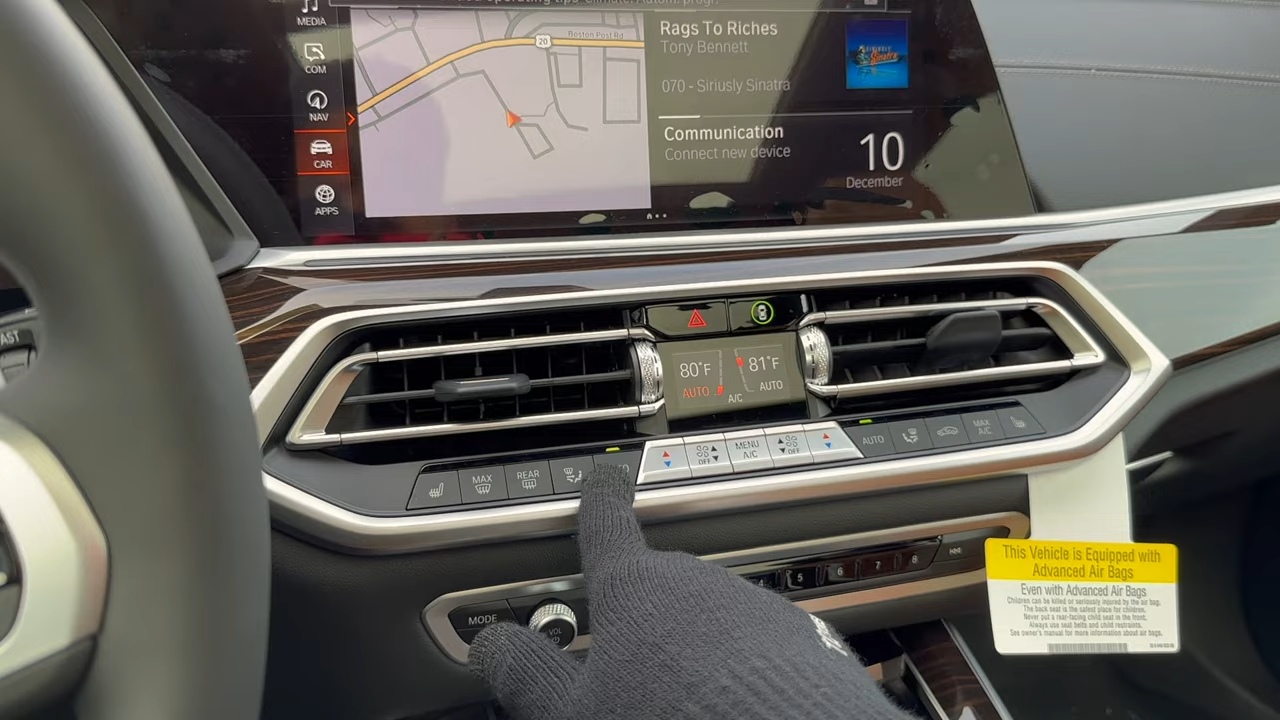 MEDIA
COM
NAV
CAR
APPS
20
Boston Post Rd
Rags To Riches
Tony Bennett
070 - Siriusly Sinatra
Communication
Connect new device
10
December
80°F
AUTO
A/C
81°F
AUTO
MAX
REAR
OFF
MENU
A/C
OFF
AUTO
MAX
A/C
MODE
VOL
5
6
7
8
This Vehicle is Equipped with
Advanced Air Bags
Even with Advanced Air Bags
Children can be killed or seriously injured by the air bag.
The back seat is the safest place for children.
Never put a rear-facing child seat in the front.
Always use seat belts and child restraints.
See owner's manual for more information about air bags.